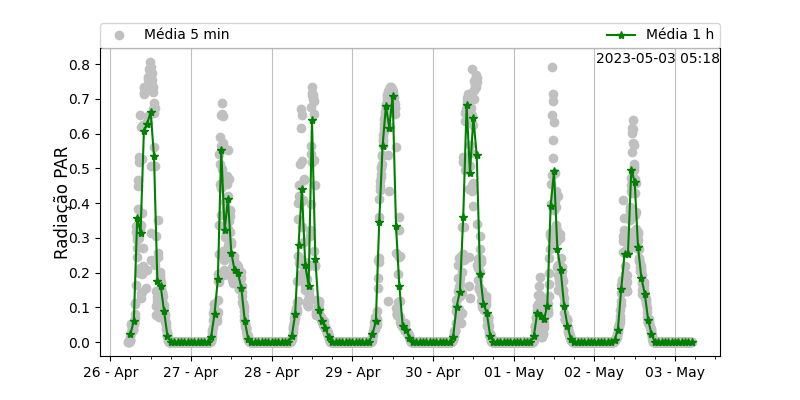 Média 5 min
Média 1 h
2023-05-03 05:18
Radiação PAR
0.8
0.7
0.6
0.5
0.4
0.3
0.2
0.1
0.0
26 - Apr
27 - Apr
28 - Apr
29 - Apr
30 - Apr
01 - May
02 - May
03 - May